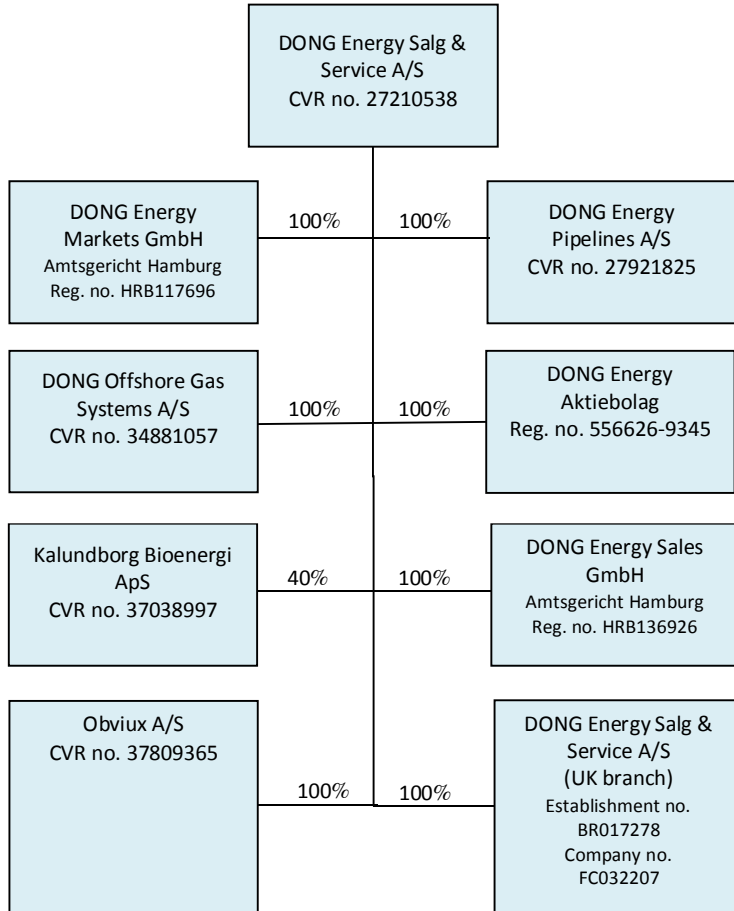 DONG Energy Salg &
Service A/S
CVR no. 27210538
DONG Energy
Markets GmbH
Amtsgericht Hamburg
Reg. no. HRB117696
100%
100%
DONG Energy
Pipelines A/S
CVR no. 27921825
DONG Offshore Gas
Systems A/S
CVR no. 34881057
100%
100%
DONG Energy
Aktiebolag
Reg. no. 556626-9345
Kalundborg Bioenergi
ApS
CVR no. 37038997
40%
100%
DONG Energy Sales
GmbH
Amtsgericht Hamburg
Reg. no. HRB136926
Obviux A/S
CVR no. 37809365
100%
100%
DONG Energy Salg &
Service A/S
(UK branch)
Establishment no.
BR017278
Company no.
FC032207